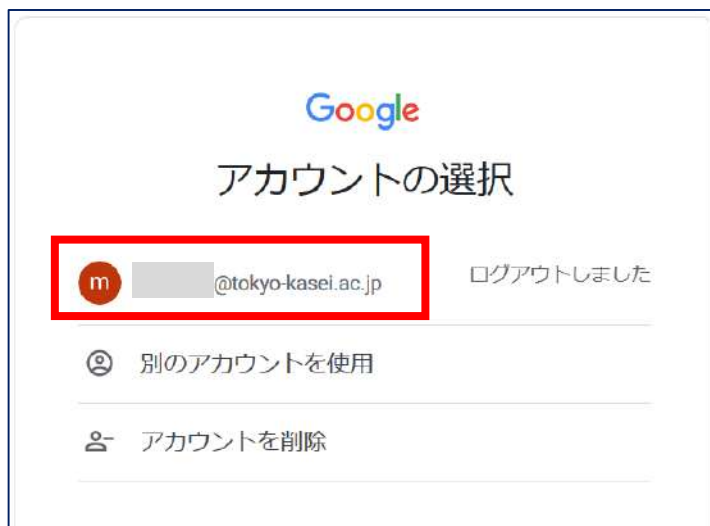 Google
アカウントの選択
m
@tokyo-kasei.ac.jp
ログアウトしました
別のアカウントを使用
アカウントを削除